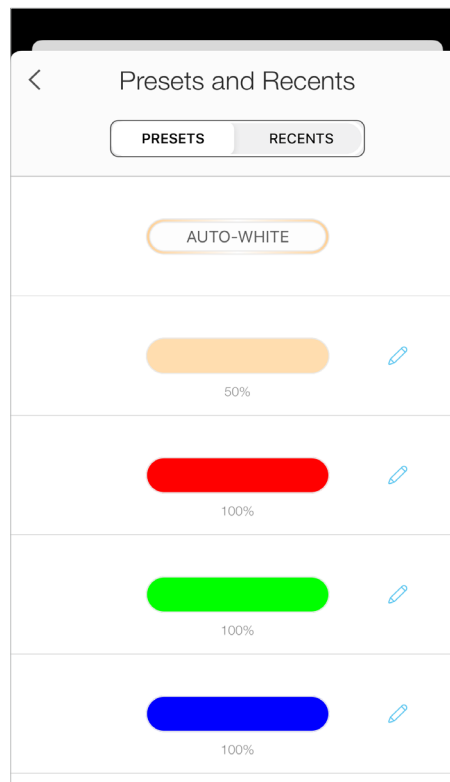 Presets and Recents
PRESETS RECENTS
AUTO-WHITE
50%
100%
100%
100%